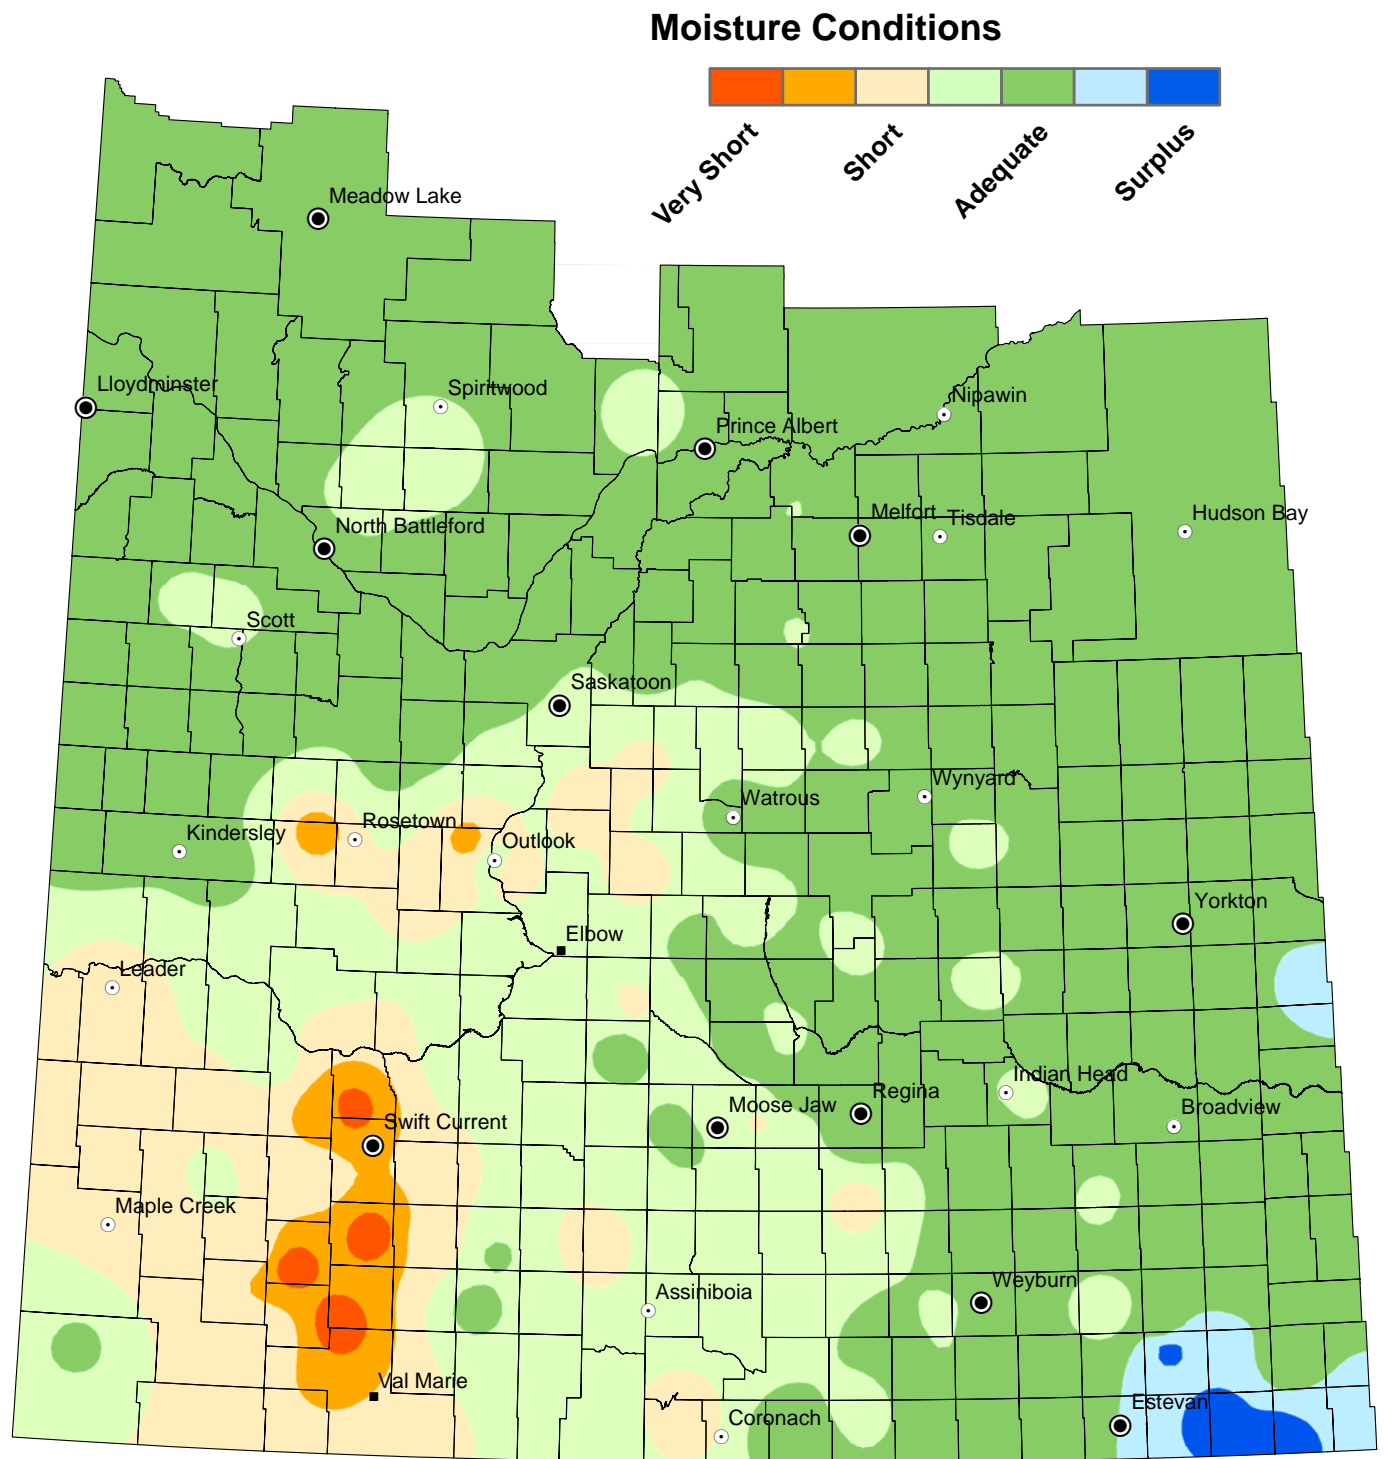 Moisture Conditions
Very Short
Short
Adequate
Surplus
Meadow Lake
Lloydminster
Spiritwood
Nipawin
Prince Albert
North Battleford
Melfort
Tisdale
Hudson Bay
Scott
Saskatoon
Wynyard
Watrous
Kindersley
Rosetown
Outlook
Yorkton
Elbow
Leader
Indian Head
Regina
Moose Jaw
Broadview
Swift Current
Maple Creek
Weyburn
Assiniboia
Val Marie
Estevan
Coronach